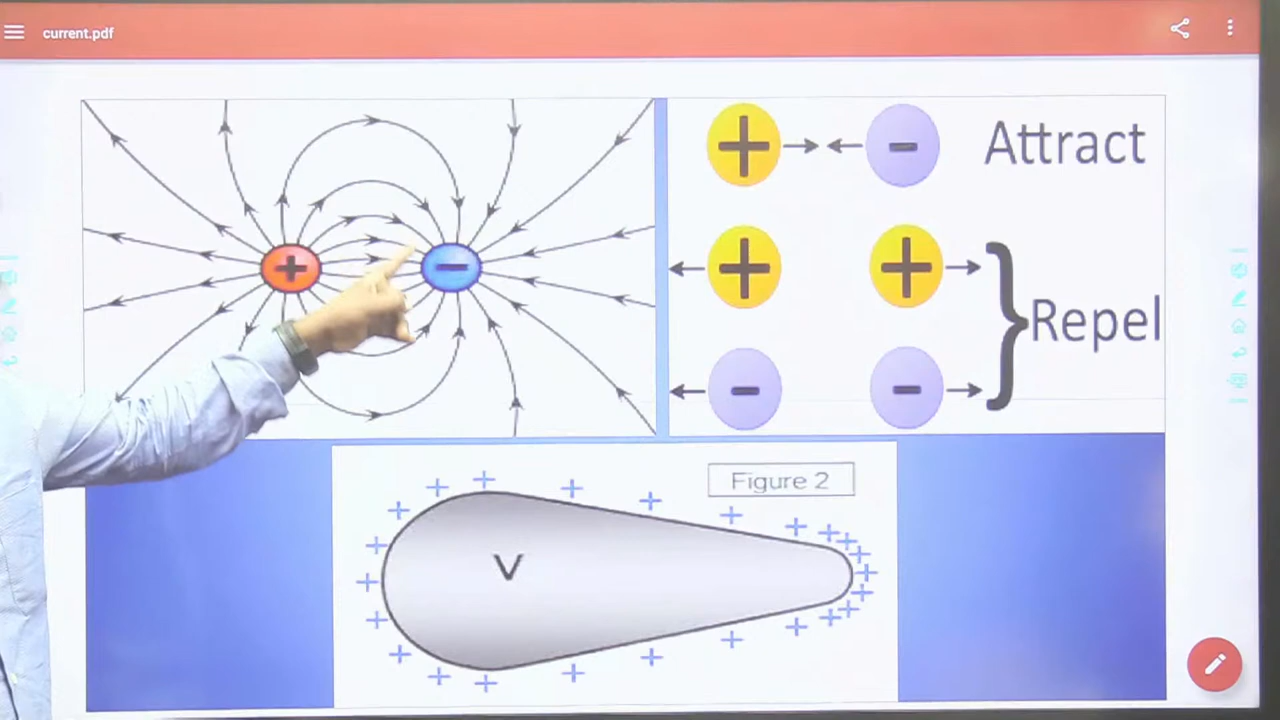 current.pdf
+ -
+ - Attract
+ +
Repel
- -
Figure 2
V